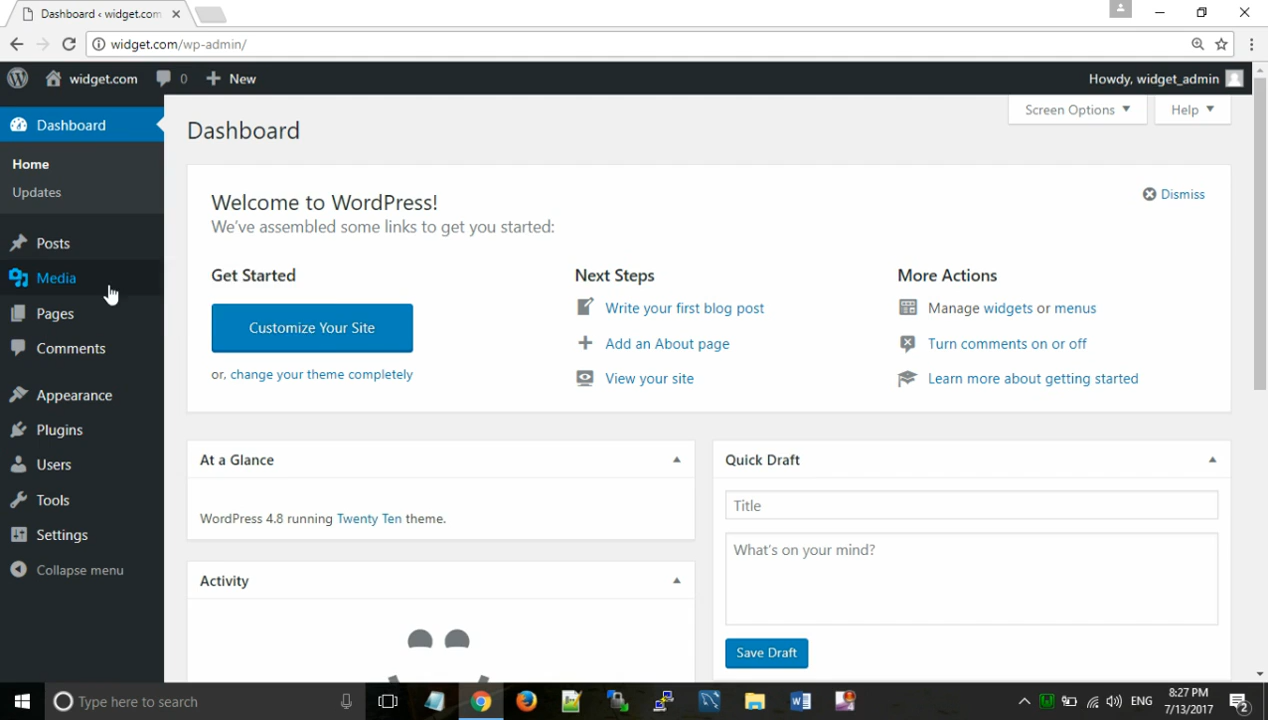 Dashboard ‹ widget.com
widget.com/wp-admin/
widget.com
0
New
Howdy, widget_admin
Dashboard
Home
Updates
Posts
Media
Pages
Comments
Appearance
Plugins
Users
Tools
Settings
Collapse menu
Screen Options
Help
Dashboard
Welcome to WordPress!
We've assembled some links to get you started:
Dismiss
Get Started
Customize Your Site
or, change your theme completely
Next Steps
Write your first blog post
Add an About page
View your site
More Actions
Manage widgets or menus
Turn comments on or off
Learn more about getting started
At a Glance
WordPress 4.8 running Twenty Ten theme.
Activity
Quick Draft
Title
What's on your mind?
Save Draft
Type here to search
ENG
8:27 PM
7/13/2017
2